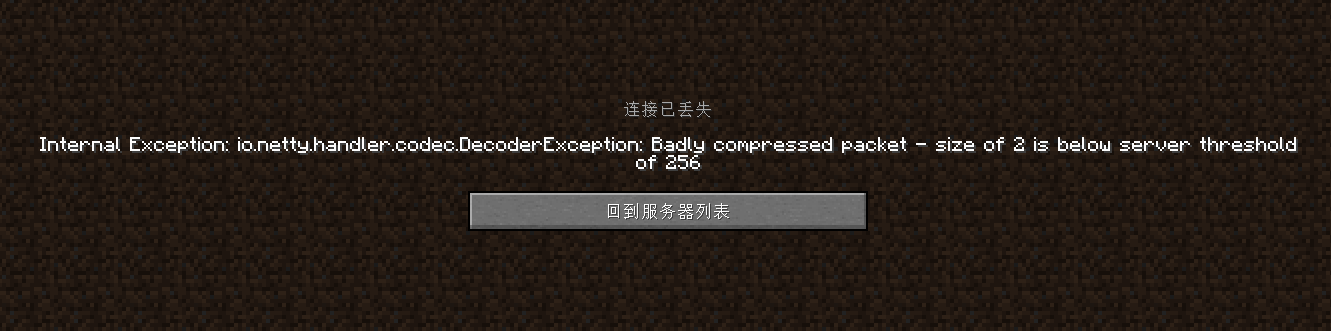 连接已丢失
Internal Exception: io.netty.handler.codec.DecoderException: Badly compressed packet - size of 2 is below server threshold
of 256
回到服务器列表